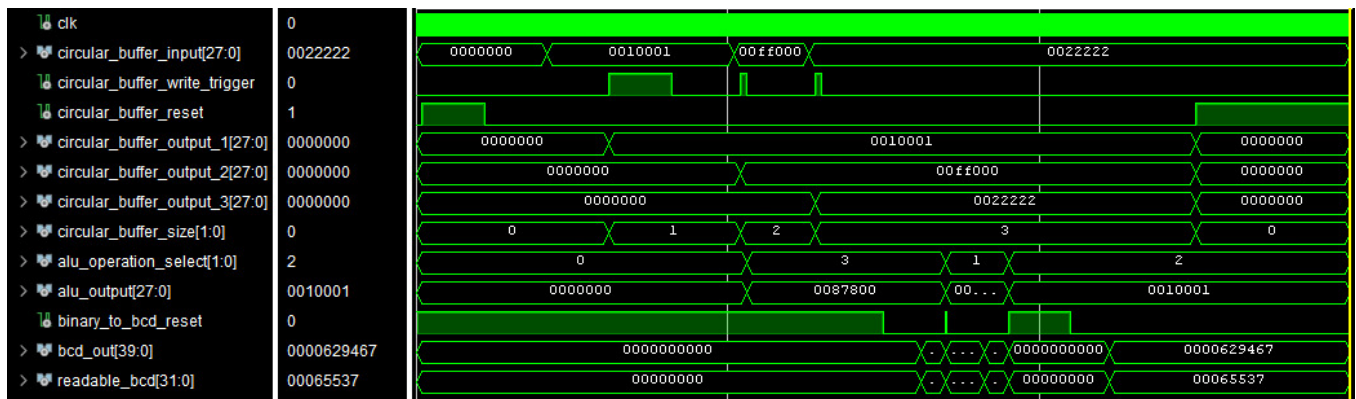 clk 0
circular_buffer_input[27:0] 0022222 0000000 0010001 00ff000 0022222
circular_buffer_write_trigger 0
circular_buffer_reset 1
circular_buffer_output_1[27:0] 0000000 0000000 0010001 0000000
circular_buffer_output_2[27:0] 0000000 0000000 00ff000 0000000
circular_buffer_output_3[27:0] 0000000 0000000 0022222 0000000
circular_buffer_size[1:0] 0 0 1 2 3 0
alu_operation_select[1:0] 2 0 3 1 2
alu_output[27:0] 0010001 0000000 0087800 00... 0010001
binary_to_bcd_reset 0
bcd_out[39:0] 0000629467 0000000000 . ... . 0000000000 0000629467
readable_bcd[31:0] 00065537 00000000 . ... . 00000000 00065537